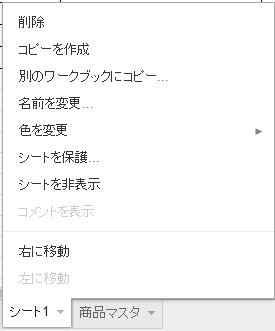 削除
コピーを作成
別のワークブックにコピー...
名前を変更...
色を変更
シートを保護...
シートを非表示
コメントを表示
右に移動
左に移動
シート1
商品マスタ